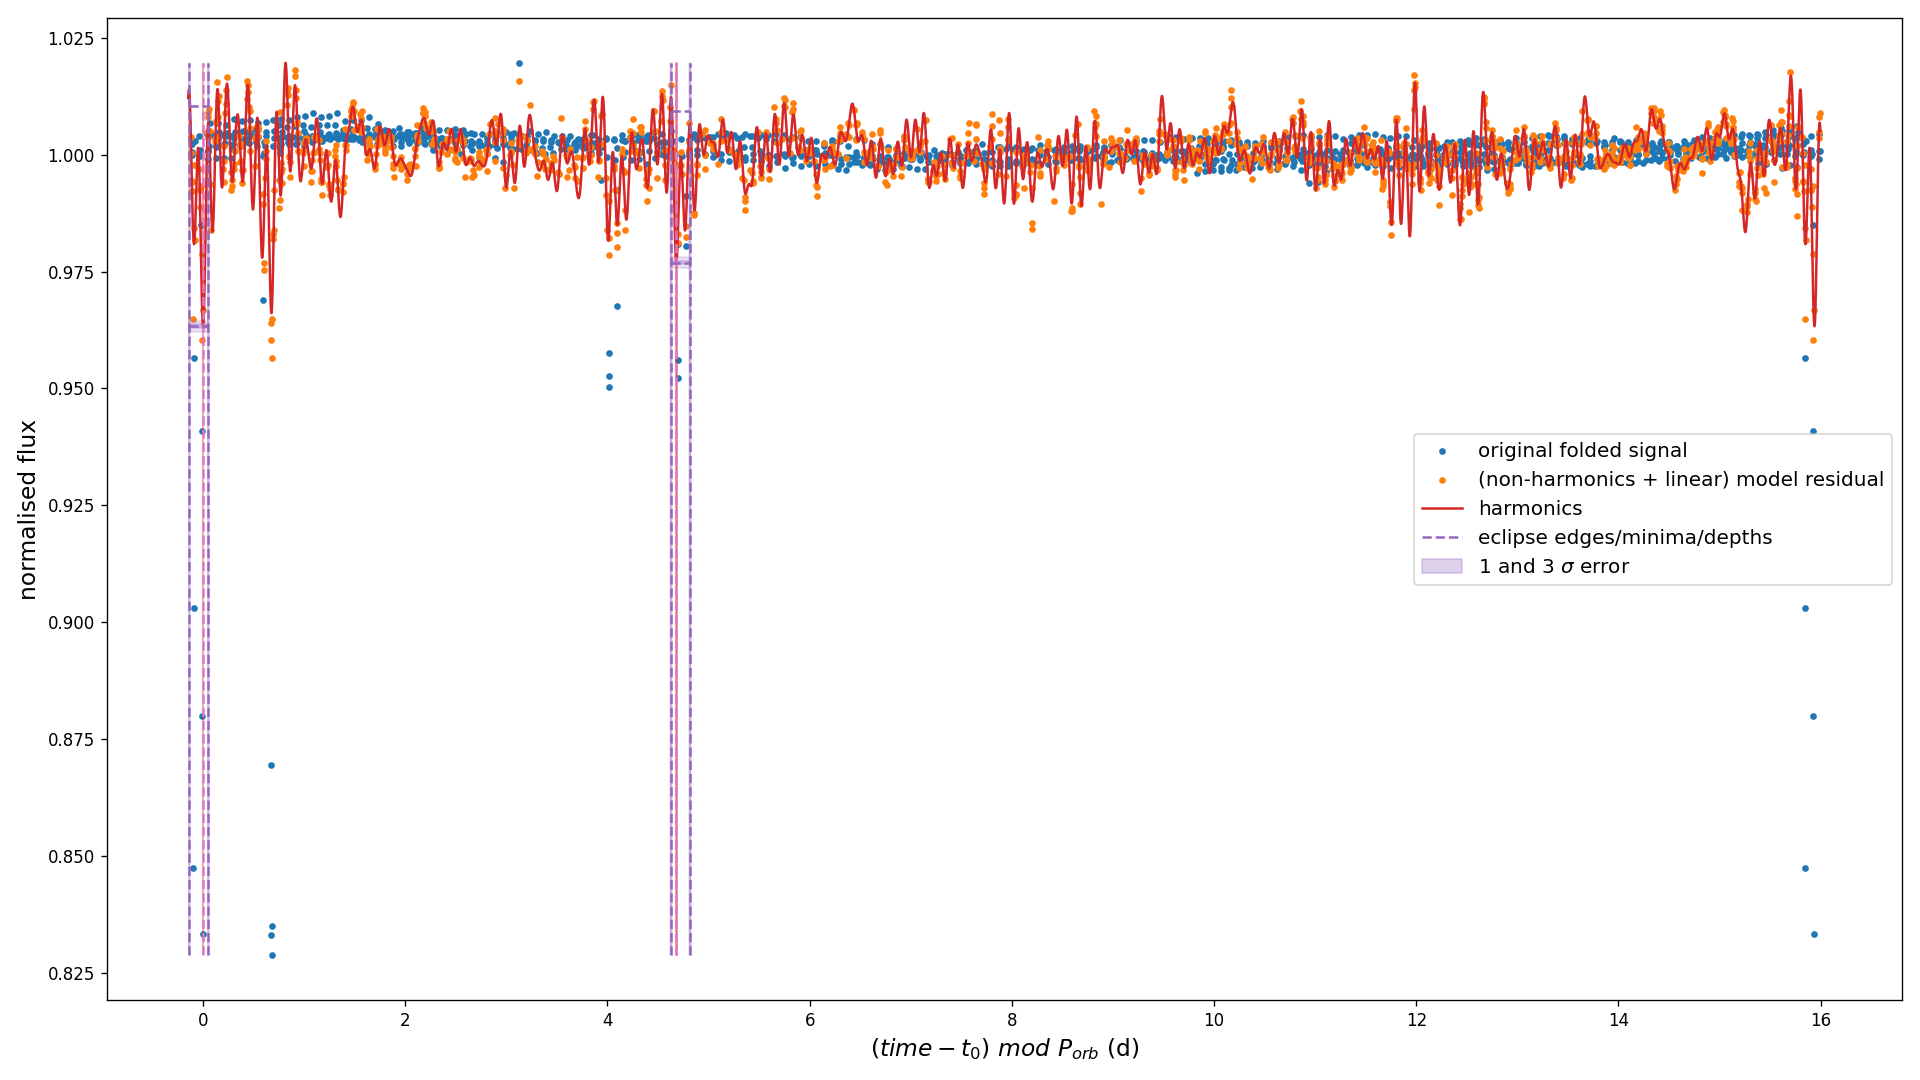 1.025
1.000
0.975
0.950
0.925
0.900
0.875
0.850
0.825
normalised flux
original folded signal
(non-harmonics + linear) model residual
harmonics
eclipse edges/minima/depths
1 and 3 σ error
0 2 4 6 8 10 12 14 16
(time − t₀) mod P_orb (d)